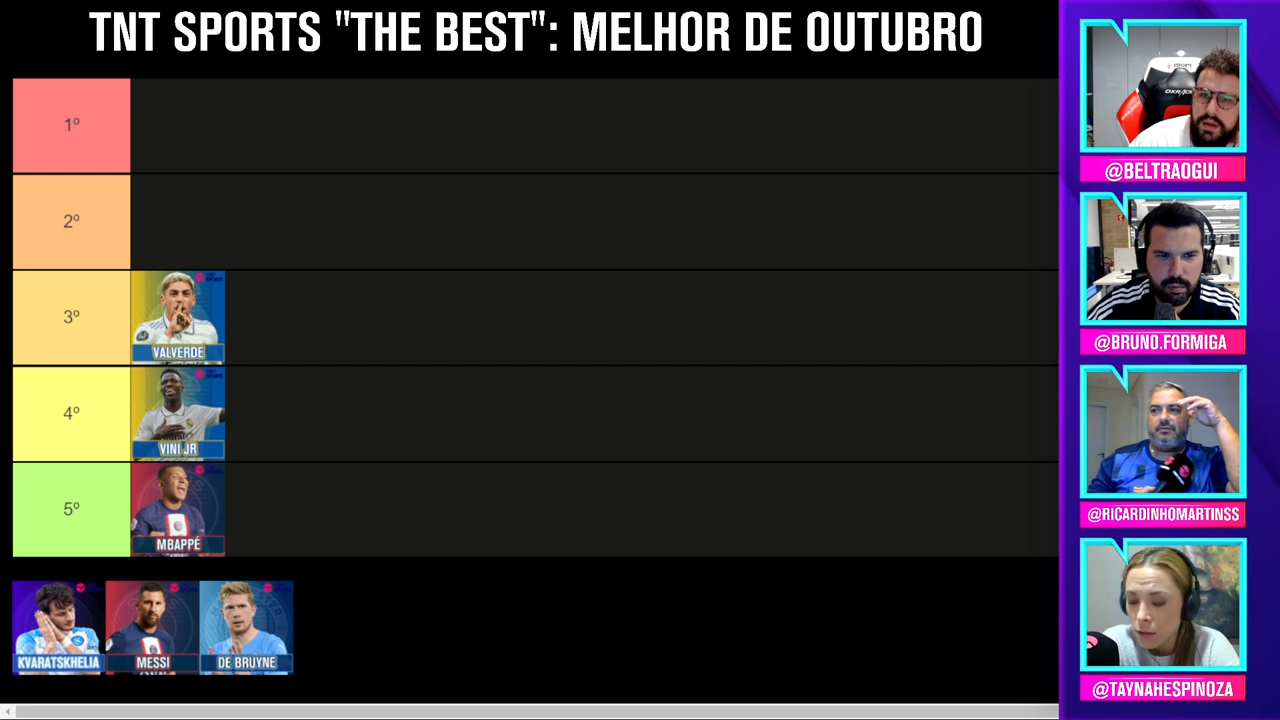 TNT SPORTS "THE BEST": MELHOR DE OUTUBRO
1º
2º
3º
VALVERDE
4º
VINI JR
5º
MBAPPÉ
KVARATSKHELIA
MESSI
DE BRUYNE
@BELTRAOGUI
@BRUNO.FORMIGA
@RICARDINHOMARTINSS
@TAYNAHESPINOZA